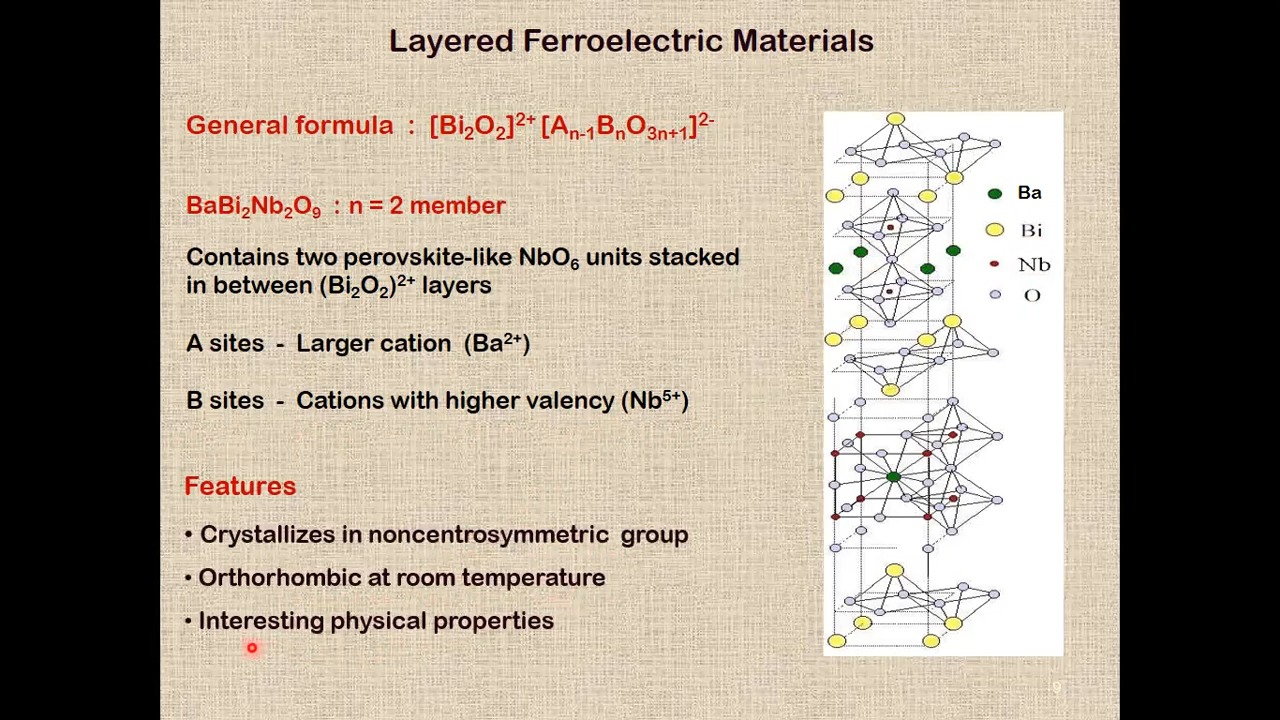 Layered Ferroelectric Materials
General formula : [Bi₂O₂]²⁺ [Aₙ₋₁BₙO₃ₙ₊₁]²⁻
BaBi₂Nb₂O₉ : n = 2 member
Contains two perovskite-like NbO₆ units stacked
in between (Bi₂O₂)²⁺ layers
A sites - Larger cation (Ba²⁺)
B sites - Cations with higher valency (Nb⁵⁺)
Features
• Crystallizes in noncentrosymmetric group
• Orthorhombic at room temperature
• Interesting physical properties
Ba
Bi
Nb
O
9